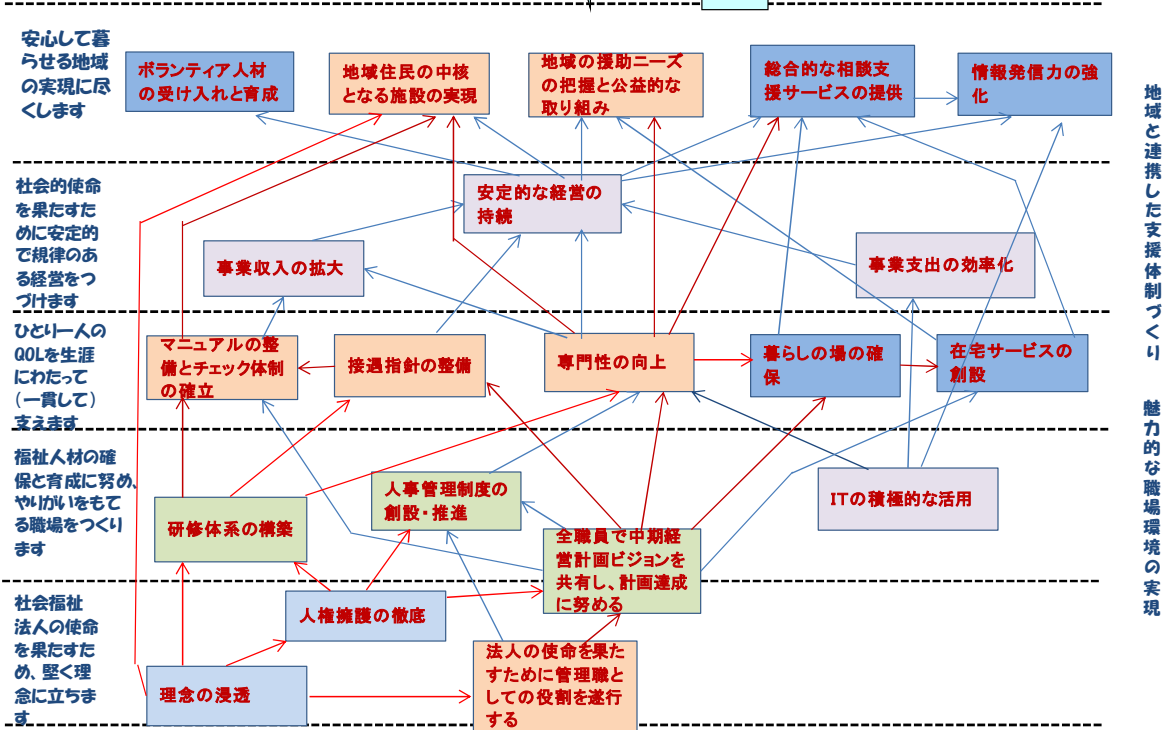 安心して暮
らせる地域
の実現に尽
くします
ボランティア人材
の受け入れと育成
地域住民の中核
となる施設の実現
地域の援助ニーズ
の把握と公益的な
取り組み
総合的な相談支
援サービスの提供
情報発信力の強
化
社会的使命
を果たすた
めに安定的
で規律のあ
る経営をつ
づけます
安定的な経営の
持続
事業収入の拡大
事業支出の効率化
ひとり一人の
QOLを生涯
にわたって
(一貫して)
支えます
マニュアルの整
備とチェック体制
の確立
接遇指針の整備
専門性の向上
暮らしの場の確
保
在宅サービスの
創設
福祉人材の確
保と育成に努め、
やりがいをもて
る職場をつくり
ます
研修体系の構築
人事管理制度の
創設・推進
全職員で中期経
営計画ビジョンを
共有し、計画達成
に努める
ITの積極的な活用
社会福祉
法人の使命
を果たすた
め、堅く理
念に立ちま
す
人権擁護の徹底
理念の浸透
法人の使命を果た
すために管理職と
しての役割を遂行
する
地域と連携した支援体制づくり 魅力的な職場環境の実現